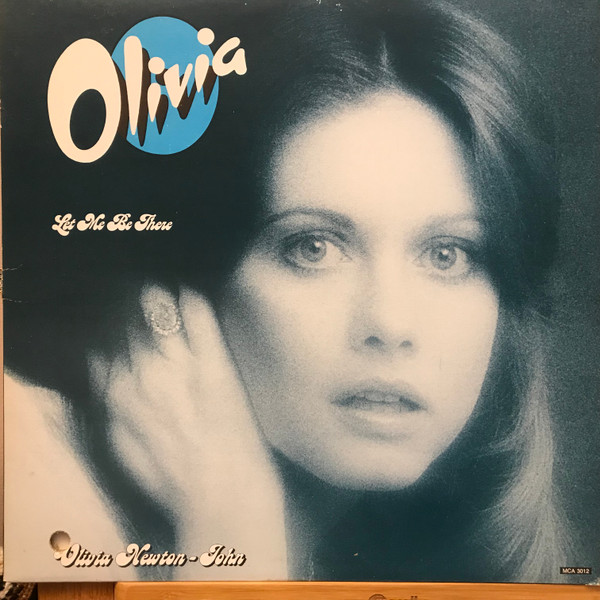 Olivia
Let Me Be There
Olivia Newton-John
MCA 3012